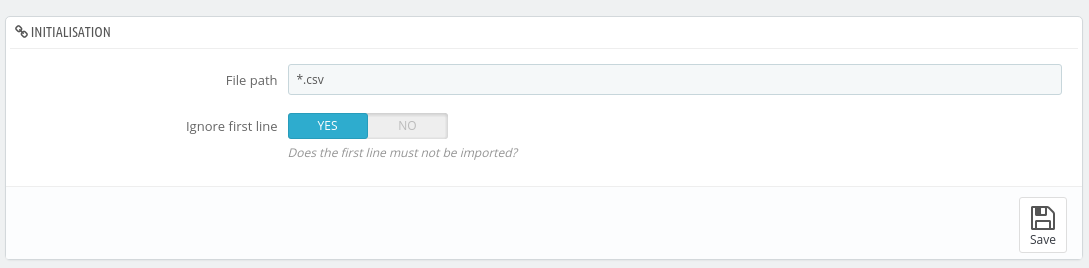 INITIALISATION
File path *.csv
Ignore first line YES NO
Does the first line must not be imported?
Save